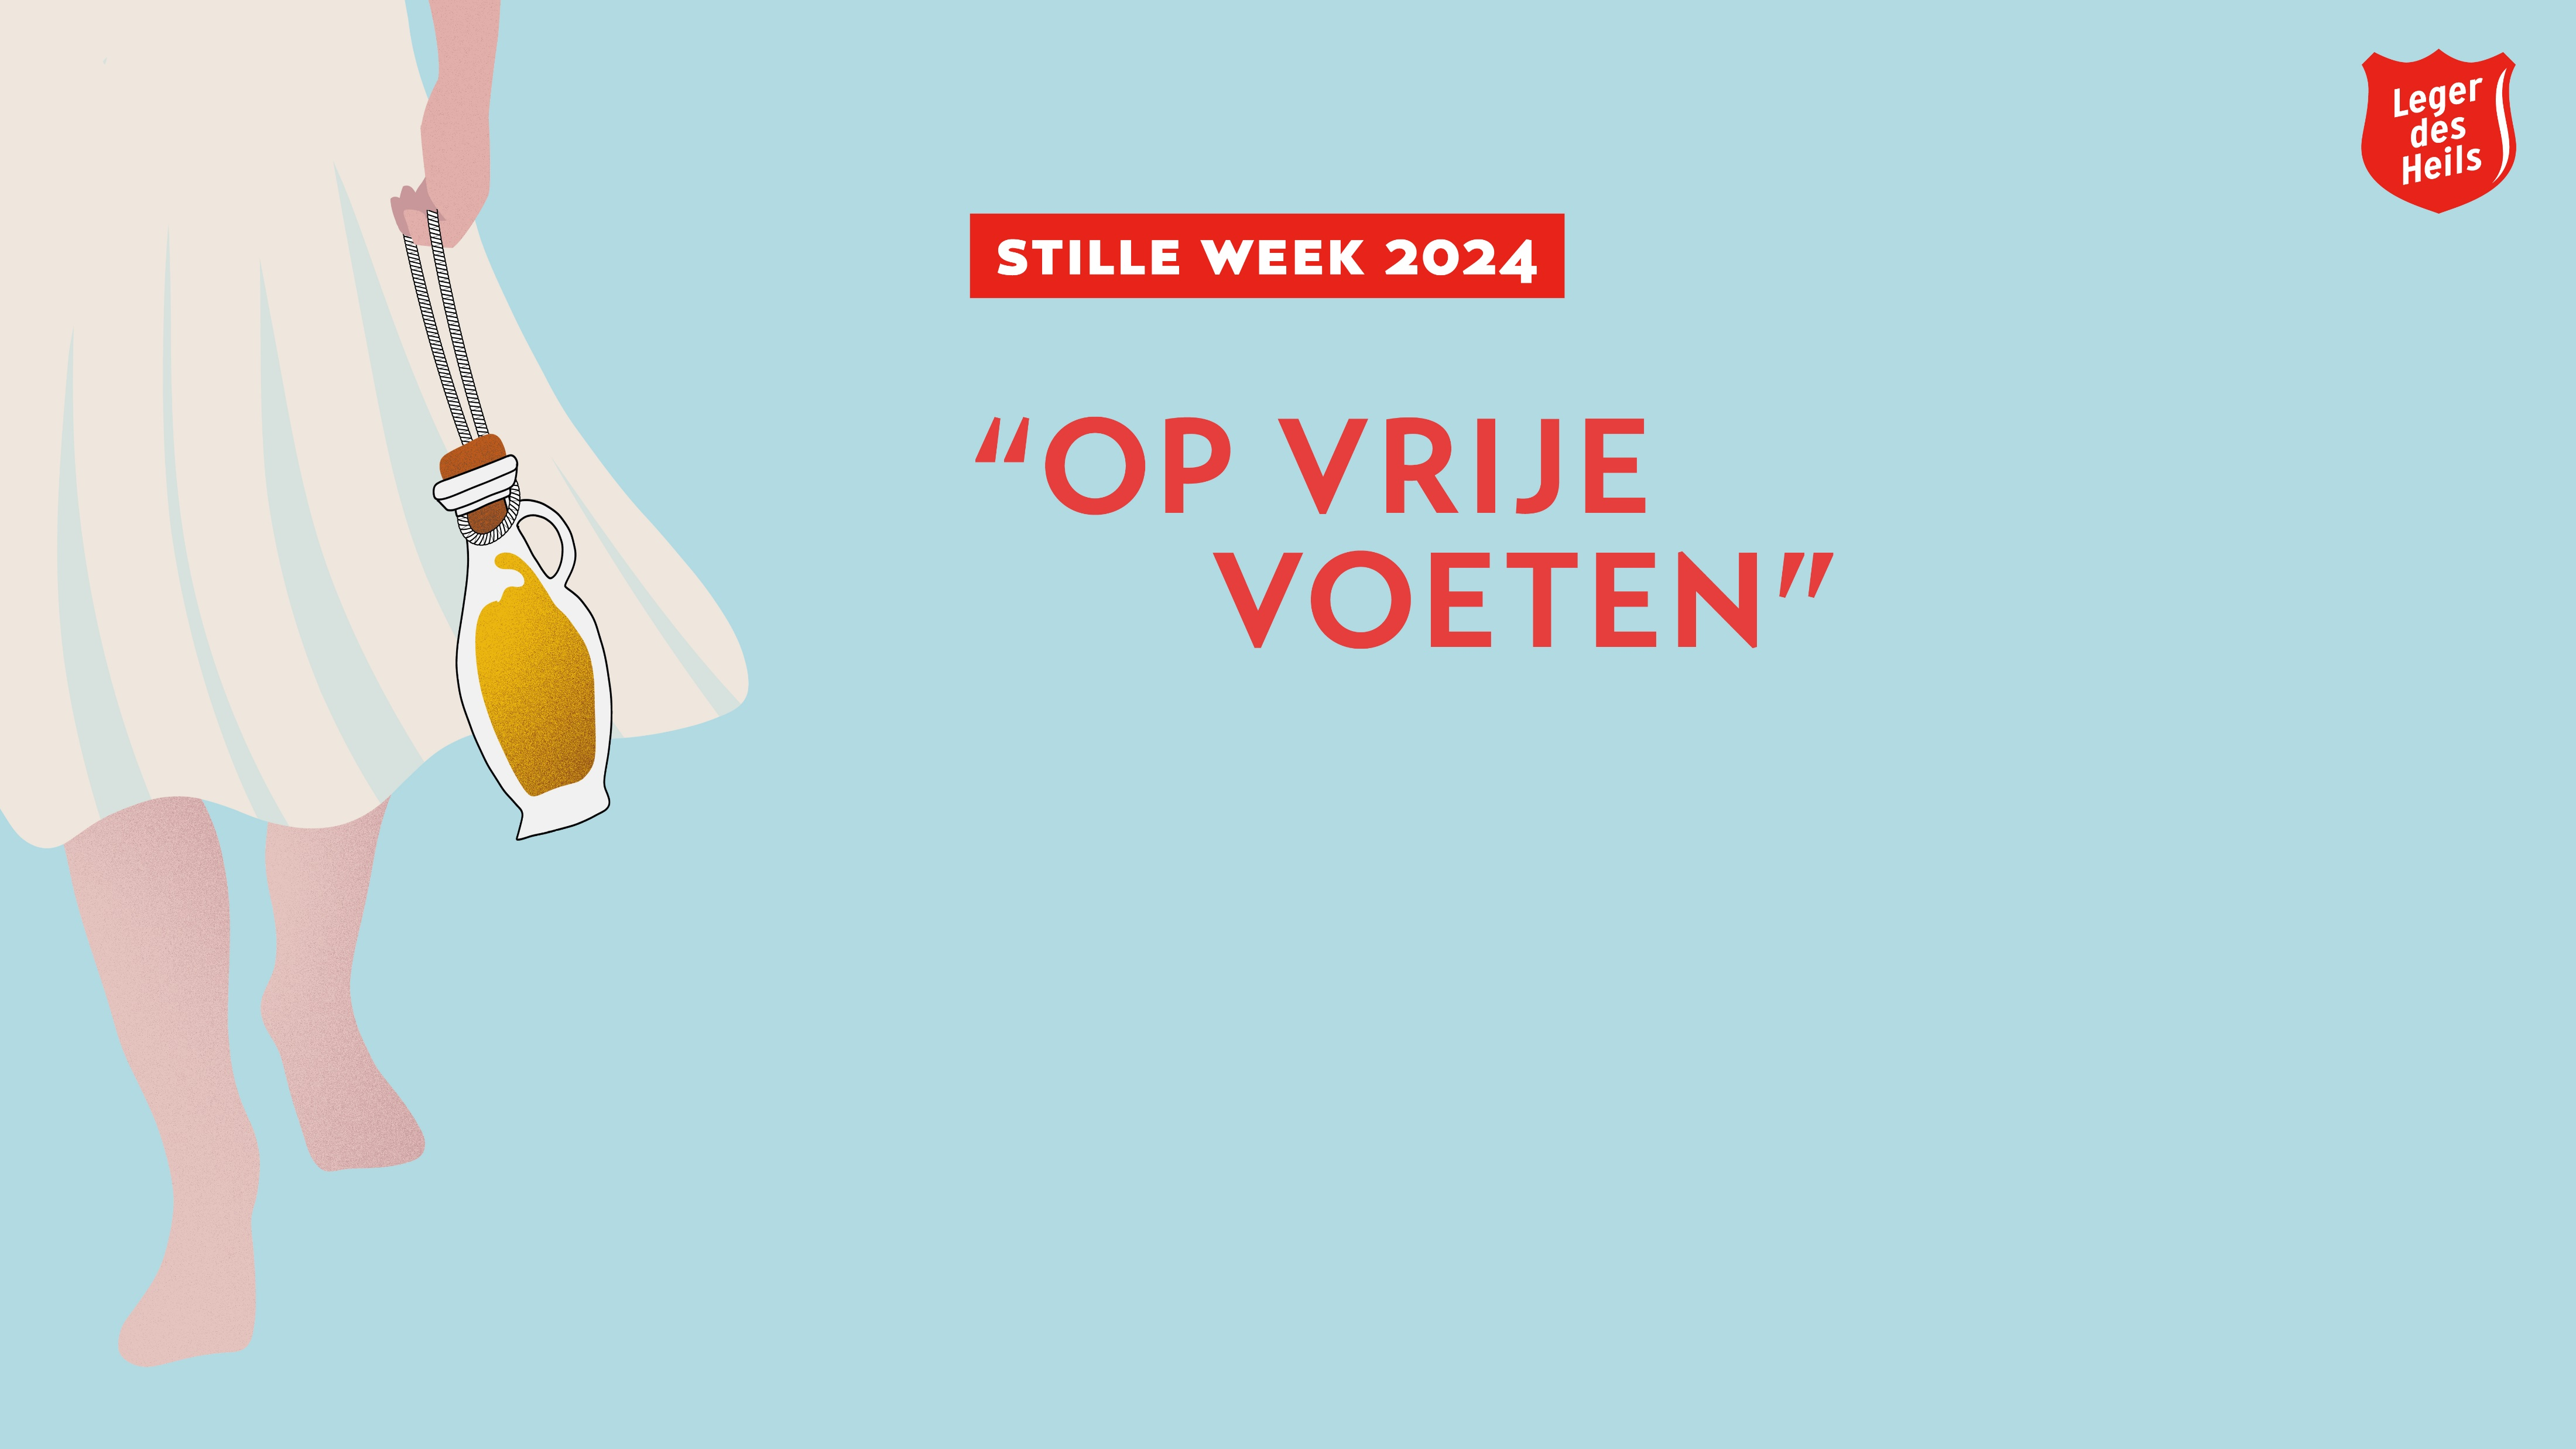 Leger
des
Heils
STILLE WEEK 2024
“OP VRIJE
VOETEN”